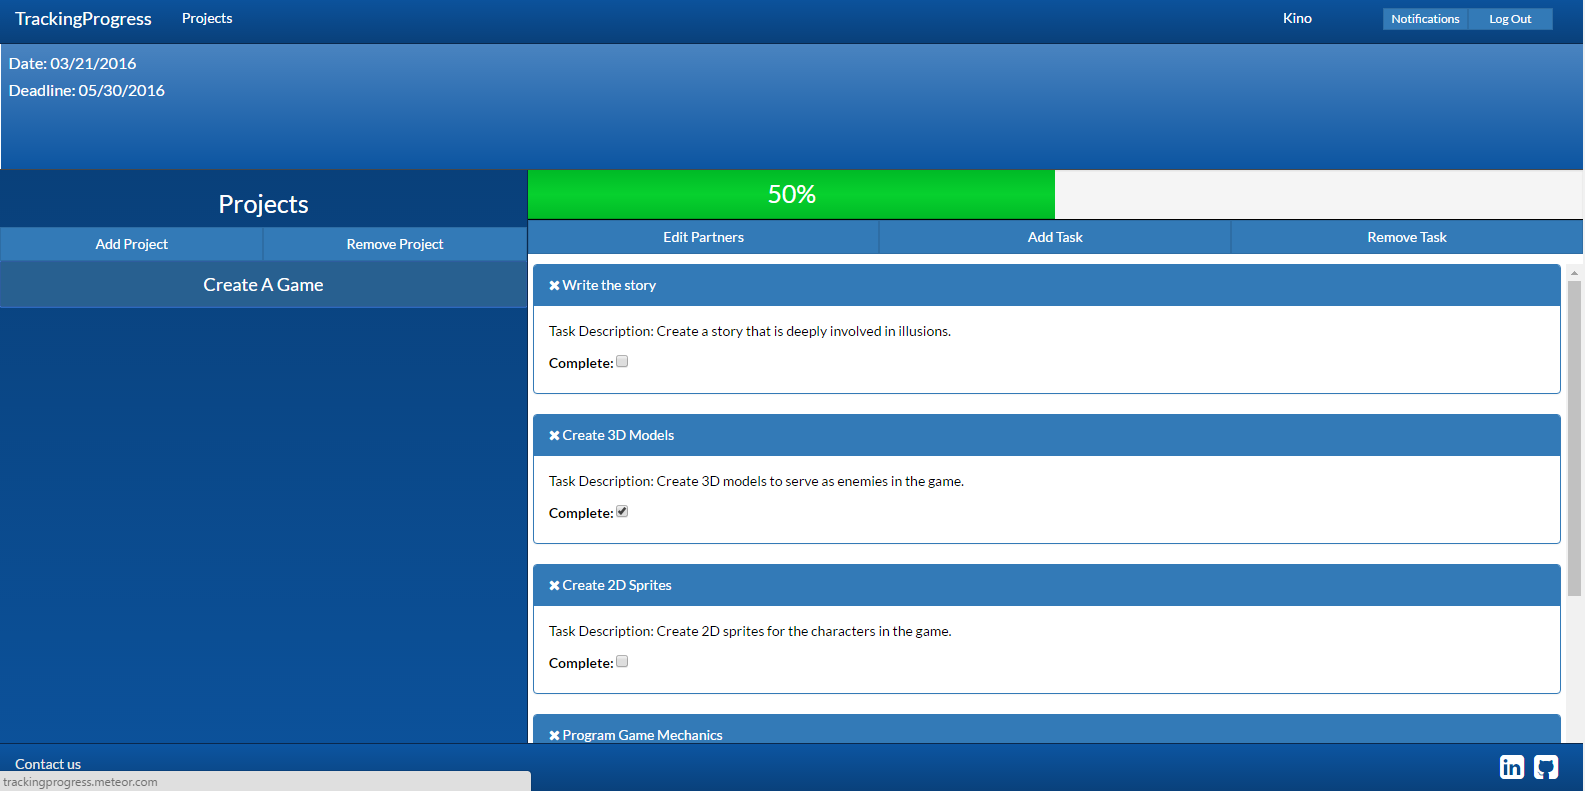 TrackingProgress Projects Kino Notifications Log Out
Date: 03/21/2016
Deadline: 05/30/2016
Projects
Add Project Remove Project
Create A Game
50%
Edit Partners Add Task Remove Task
Write the story
Task Description: Create a story that is deeply involved in illusions.
Complete:
Create 3D Models
Task Description: Create 3D models to serve as enemies in the game.
Complete:
Create 2D Sprites
Task Description: Create 2D sprites for the characters in the game.
Complete:
Program Game Mechanics
Contact us
in
trackingprogress.meteor.com